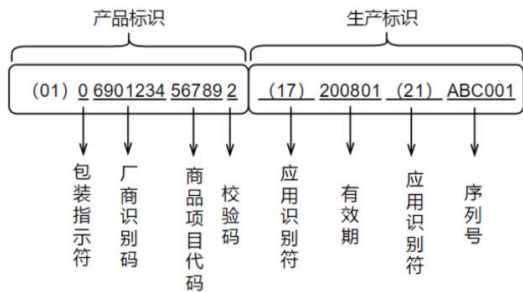 产品标识 生产标识
(01) 0 6901234 56789 2 (17) 200801 (21) ABC001
包装指示符
厂商识别码
商品项目代码
校验码
应用识别符
有效期
应用识别符
序列号